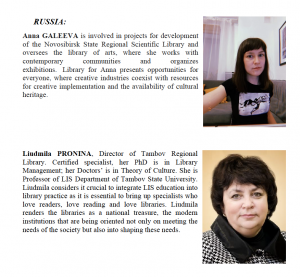 RUSSIA:
Anna GALEEVA is involved in projects for development
of the Novosibirsk State Regional Scientific Library and
oversees the library of arts, where she works with
contemporary communities and organizes
exhibitions. Library for Anna presents opportunities for
everyone, where creative industries coexist with resources
for creative implementation and the availability of cultural
heritage.
Liudmila PRONINA, Director of Tambov Regional
Library. Certified specialist, her PhD is in Library
Management; her Doctors' is in Theory of Culture. She is
Professor of LIS Department of Tambov State University.
Liudmila considers it crucial to integrate LIS education into
library practice as it is essential to bring up specialists who
love readers, love reading and love libraries. Liudmila
renders the libraries as a national treasure, the modern
institutions that are being oriented not only on meeting the
needs of the society but also into shaping these needs.